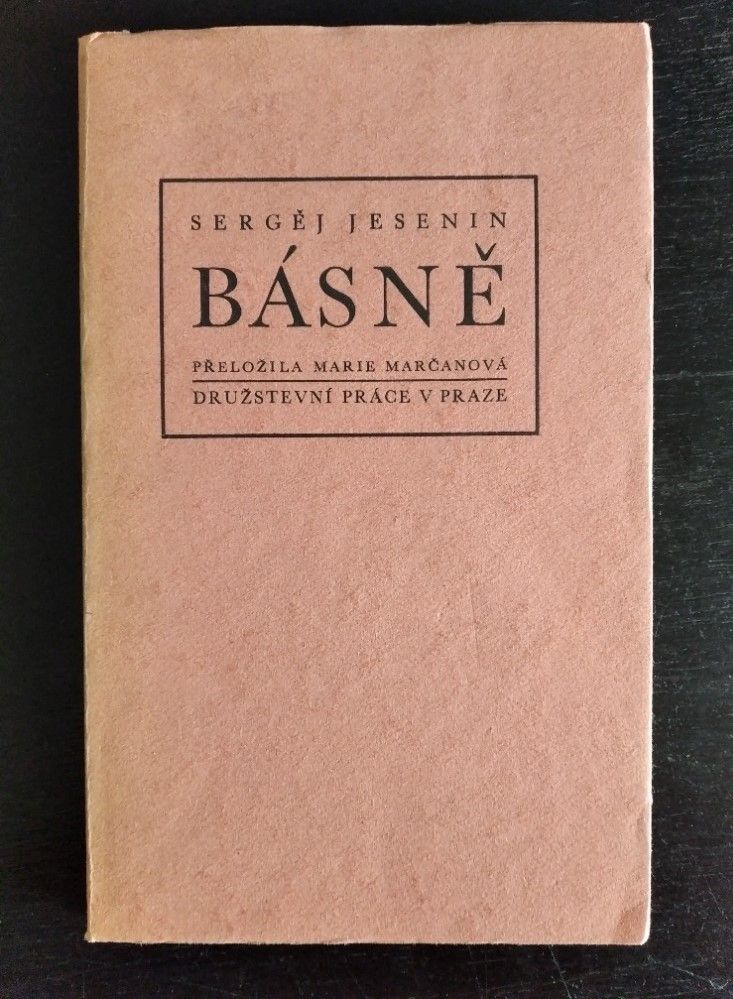 SERGĚJ JESENIN
BÁSNĚ
PŘELOŽILA MARIE MARČANOVÁ
DRUŽSTEVNÍ PRÁCE V PRAZE